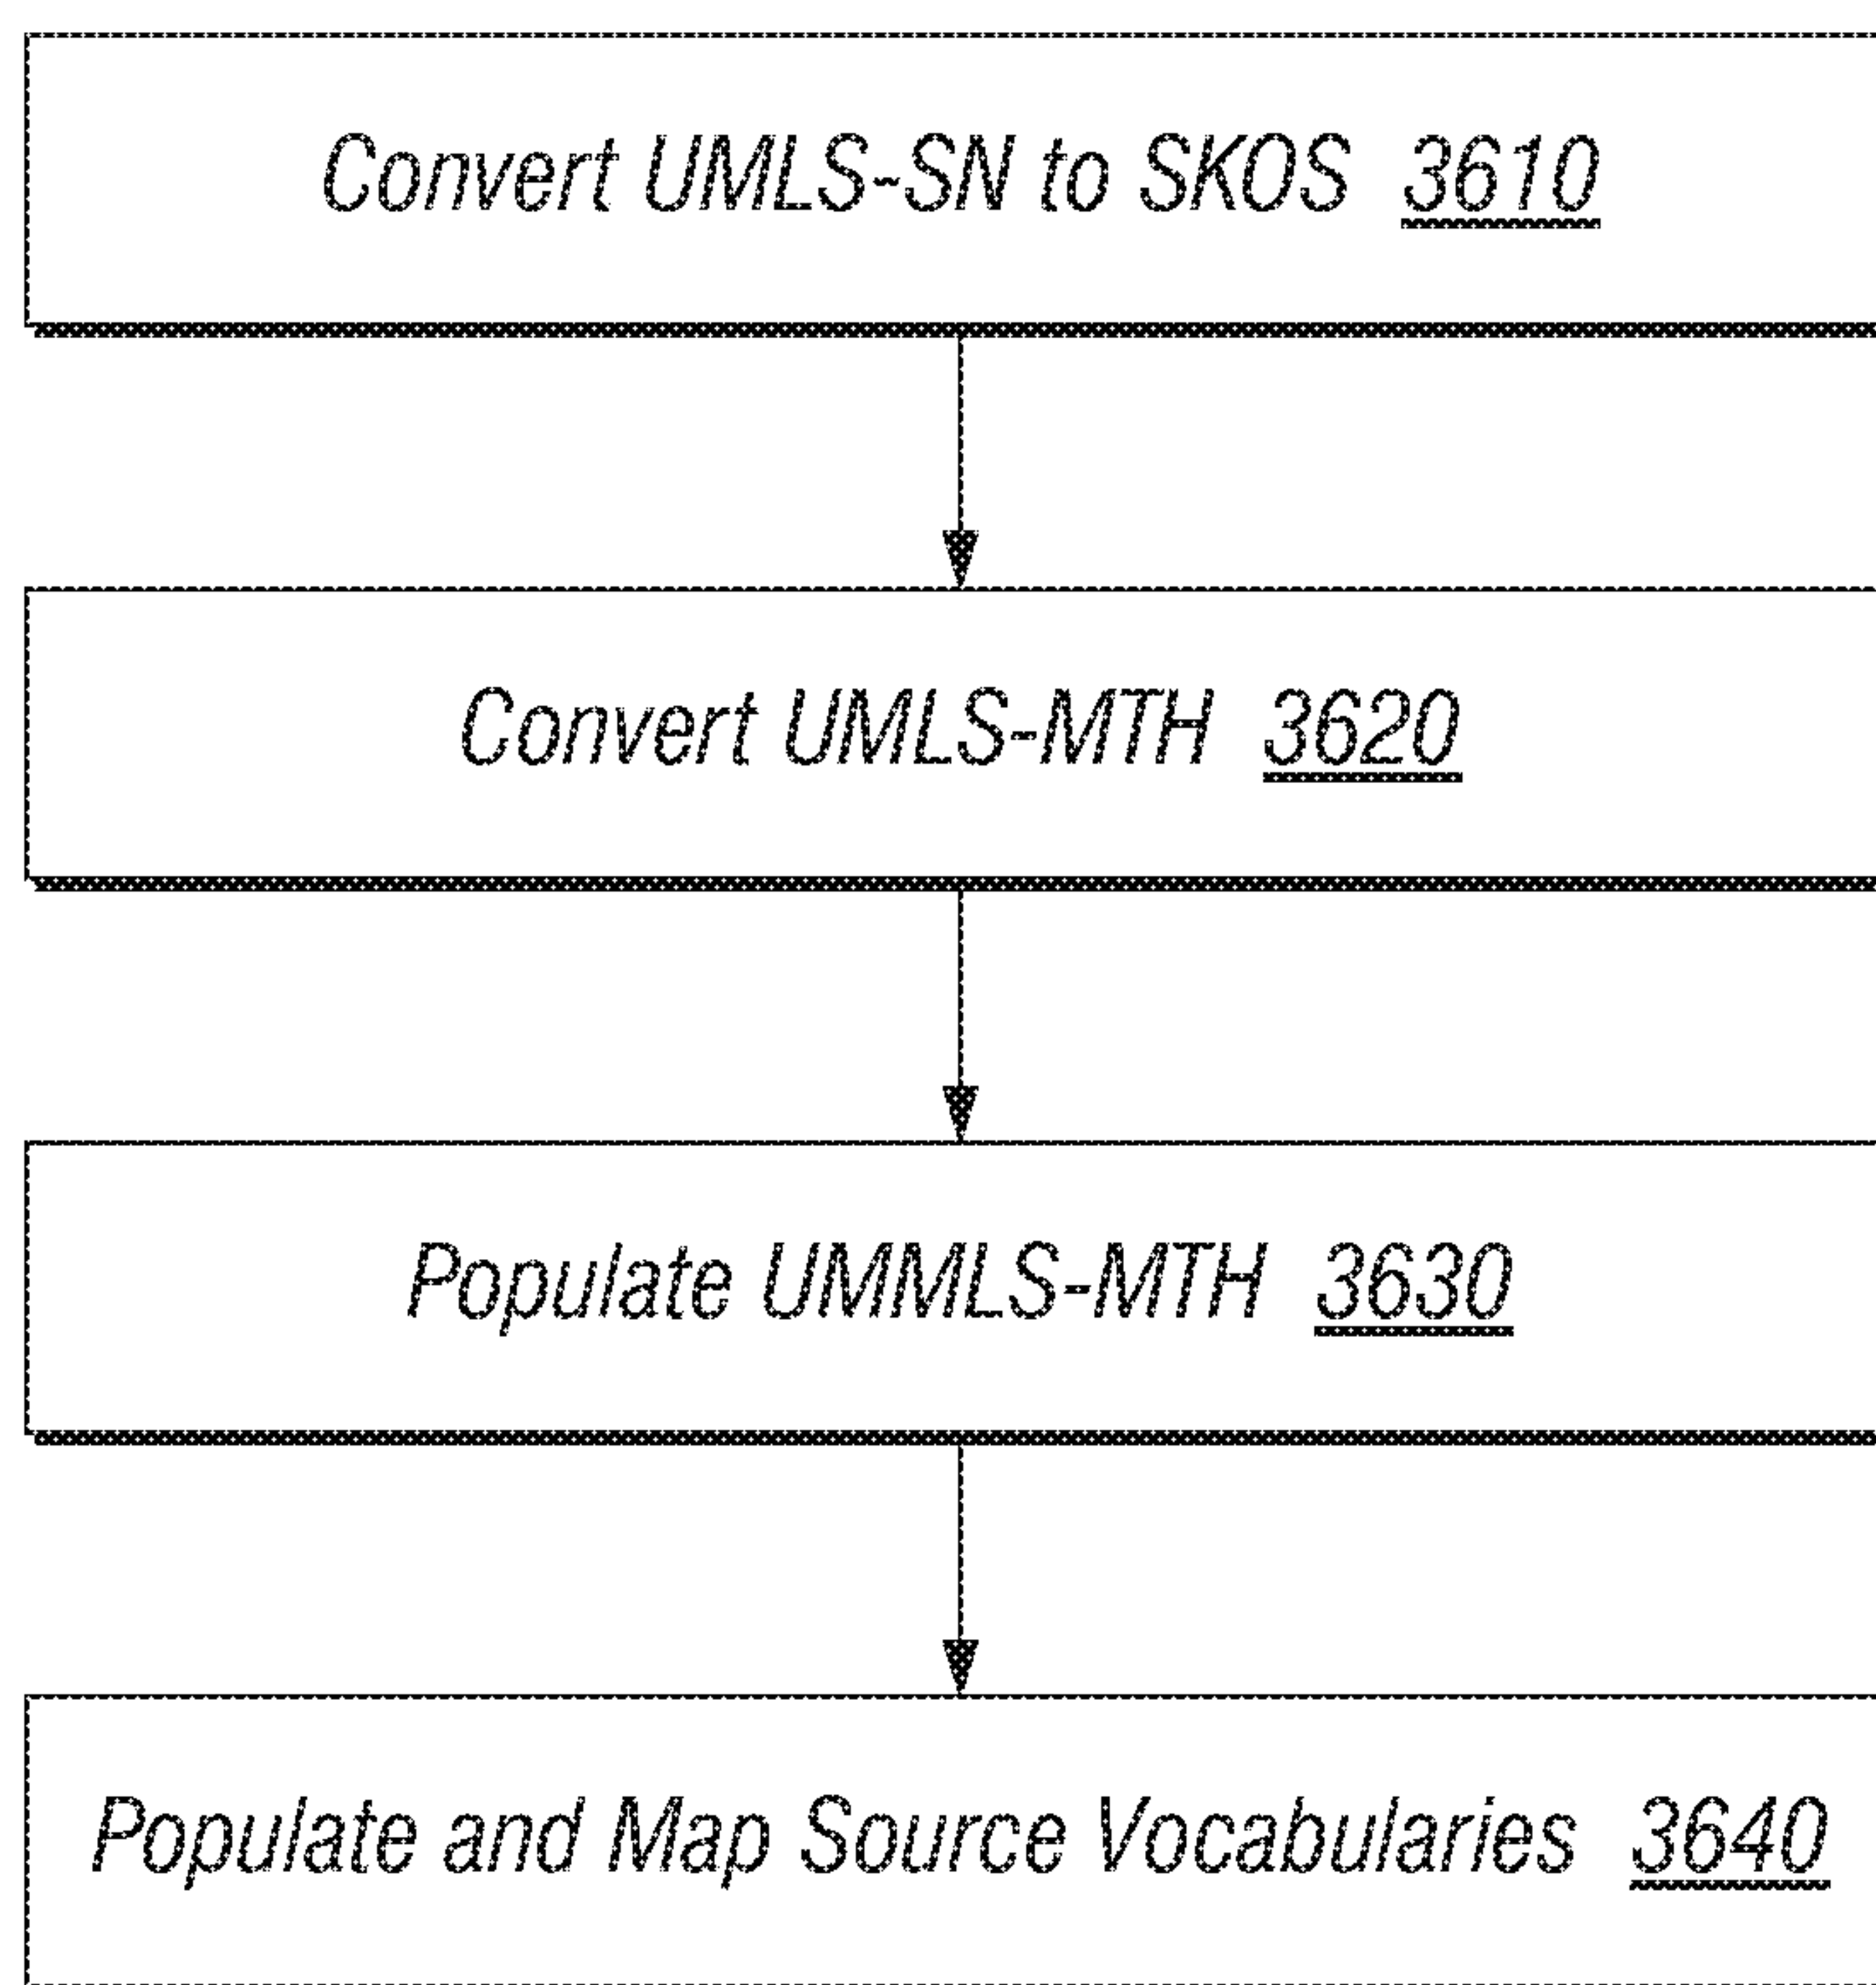 Convert UMLS-SN to SKOS 3610
Convert UMLS-MTH 3620
Populate UMMLS-MTH 3630
Populate and Map Source Vocabularies 3640